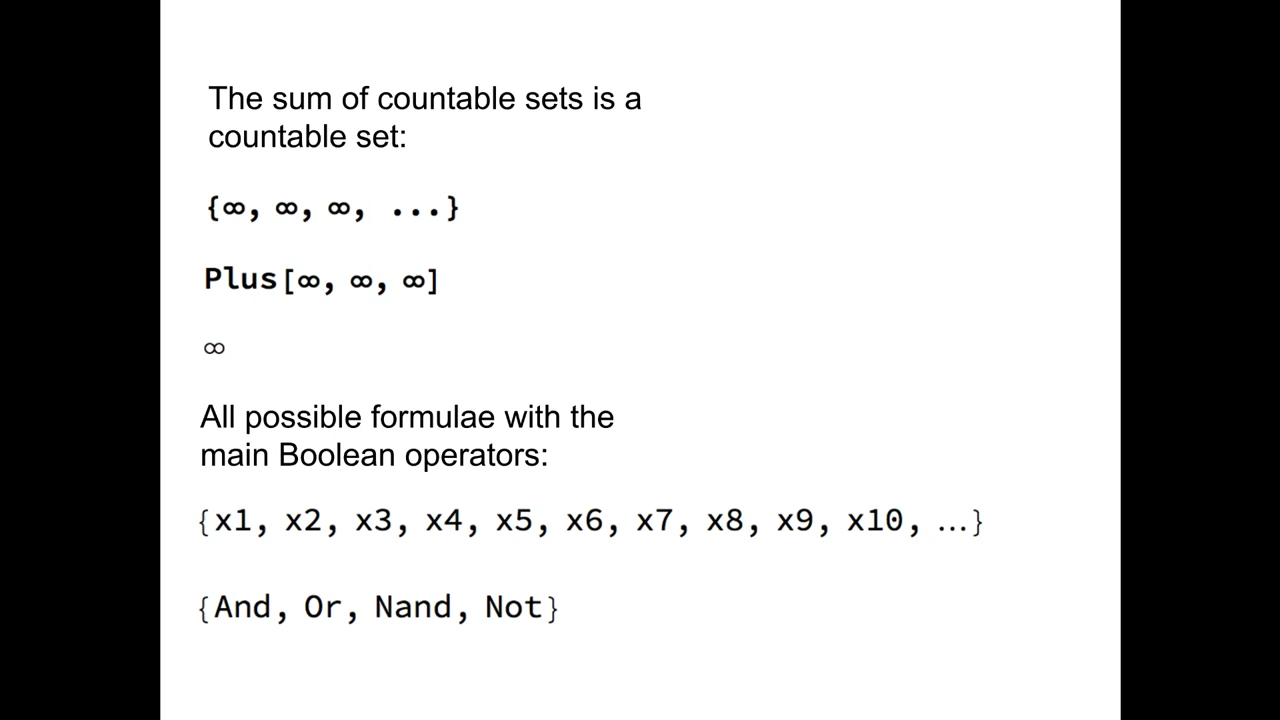 The sum of countable sets is a
countable set:
{∞, ∞, ∞, ...}
Plus[∞, ∞, ∞]
∞
All possible formulae with the
main Boolean operators:
{x1, x2, x3, x4, x5, x6, x7, x8, x9, x10, ...}
{And, Or, Nand, Not}